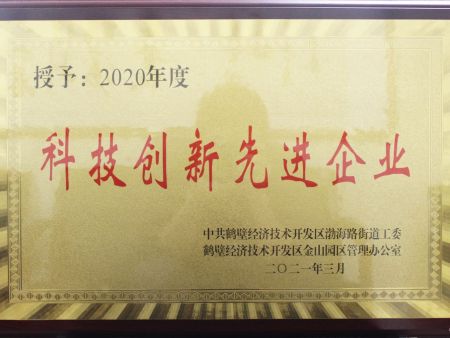 授予：2020年度
科技创新先进企业
中共鹤壁经济技术开发区渤海路街道工委
鹤壁经济技术开发区金山园区管理办公室
二〇二一年三月